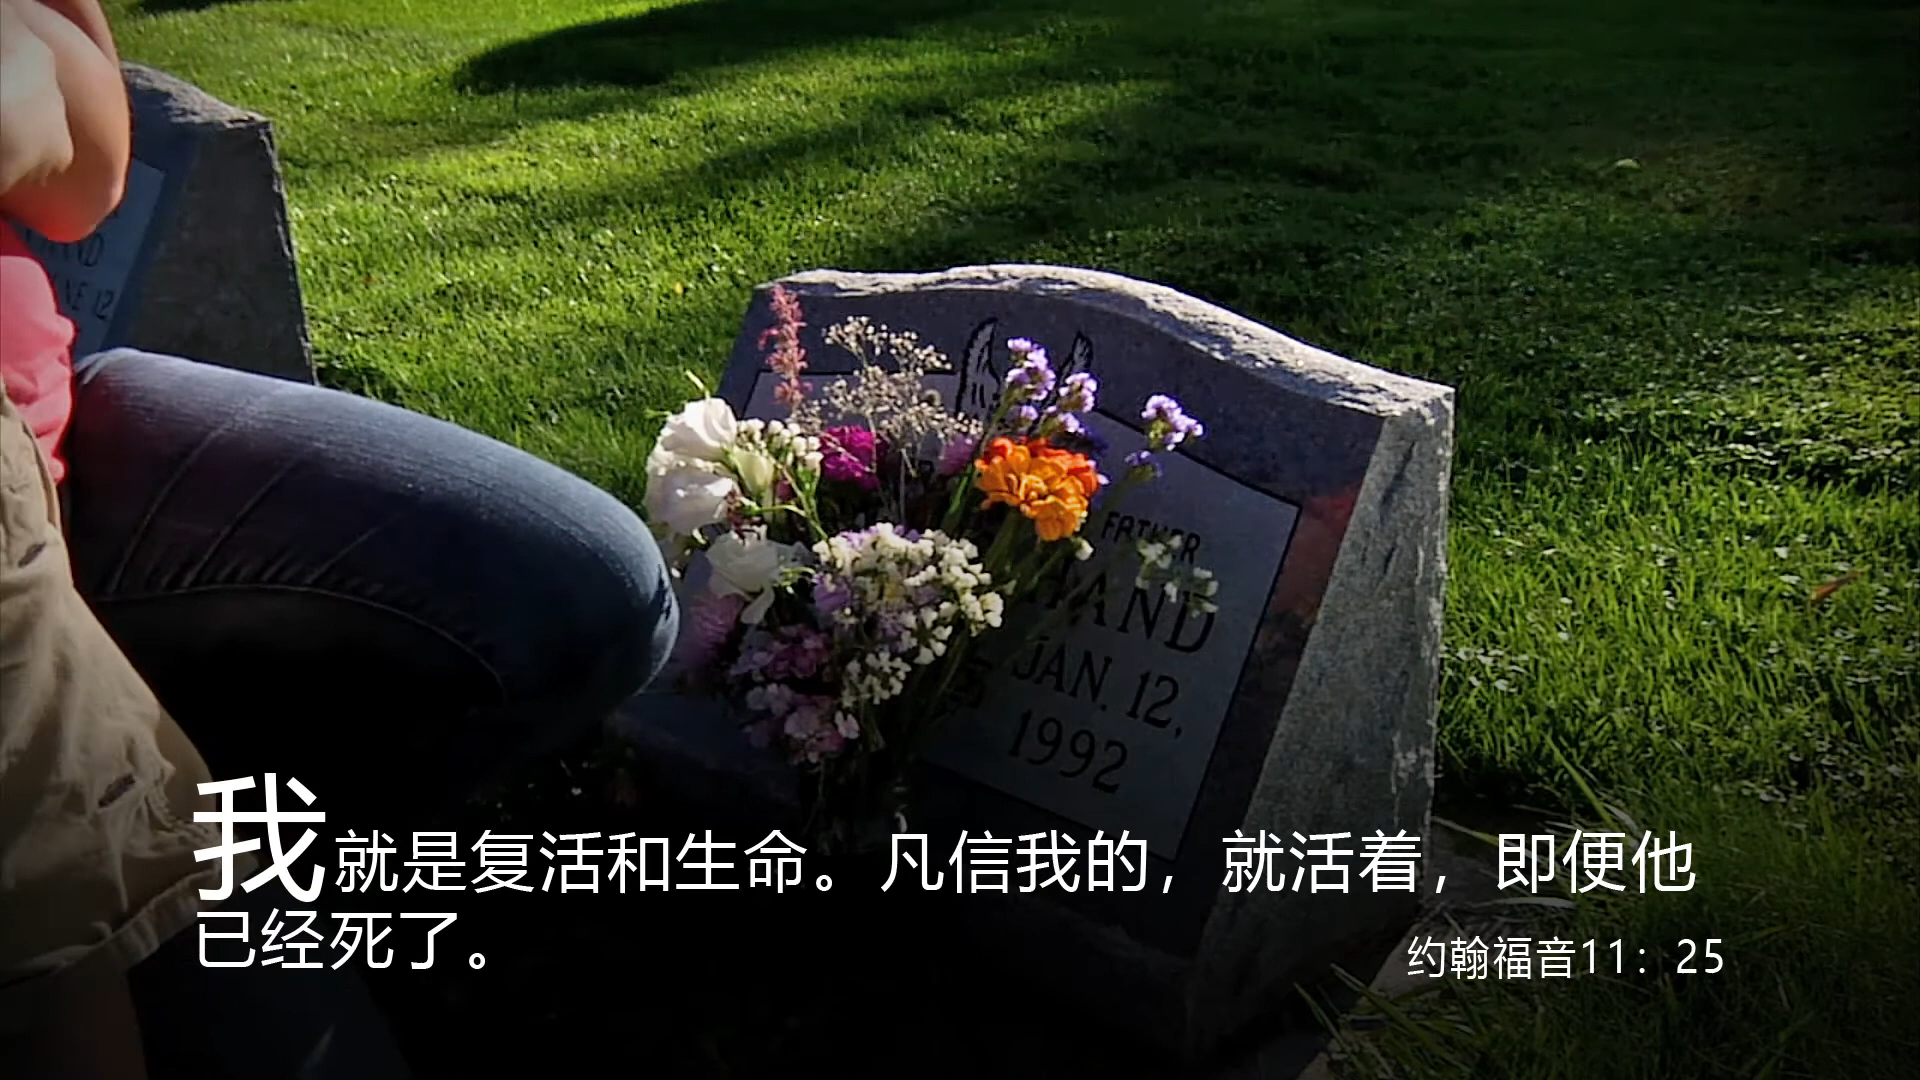 FATHER
HAND
JAN. 12,
1992
我就是复活和生命。凡信我的，就活着，即便他
已经死了。
约翰福音11：25